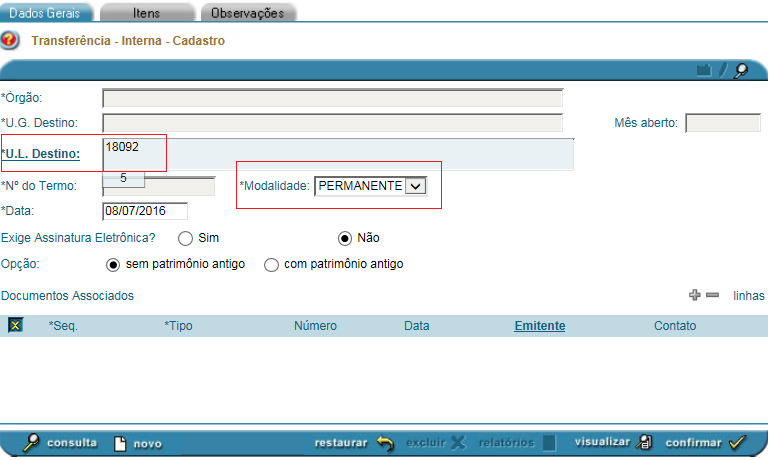 Dados Gerais Itens Observações
Transferência - Interna - Cadastro
*Órgão:
*U.G. Destino: Mês aberto:
*U.L. Destino: 18092
5
*Nº do Termo: *Modalidade: PERMANENTE
*Data: 08/07/2016
Exige Assinatura Eletrônica? Sim Não
Opção: sem patrimônio antigo com patrimônio antigo
Documentos Associados linhas
*Seq. *Tipo Número Data Emitente Contato
consulta novo restaurar excluir relatórios visualizar confirmar